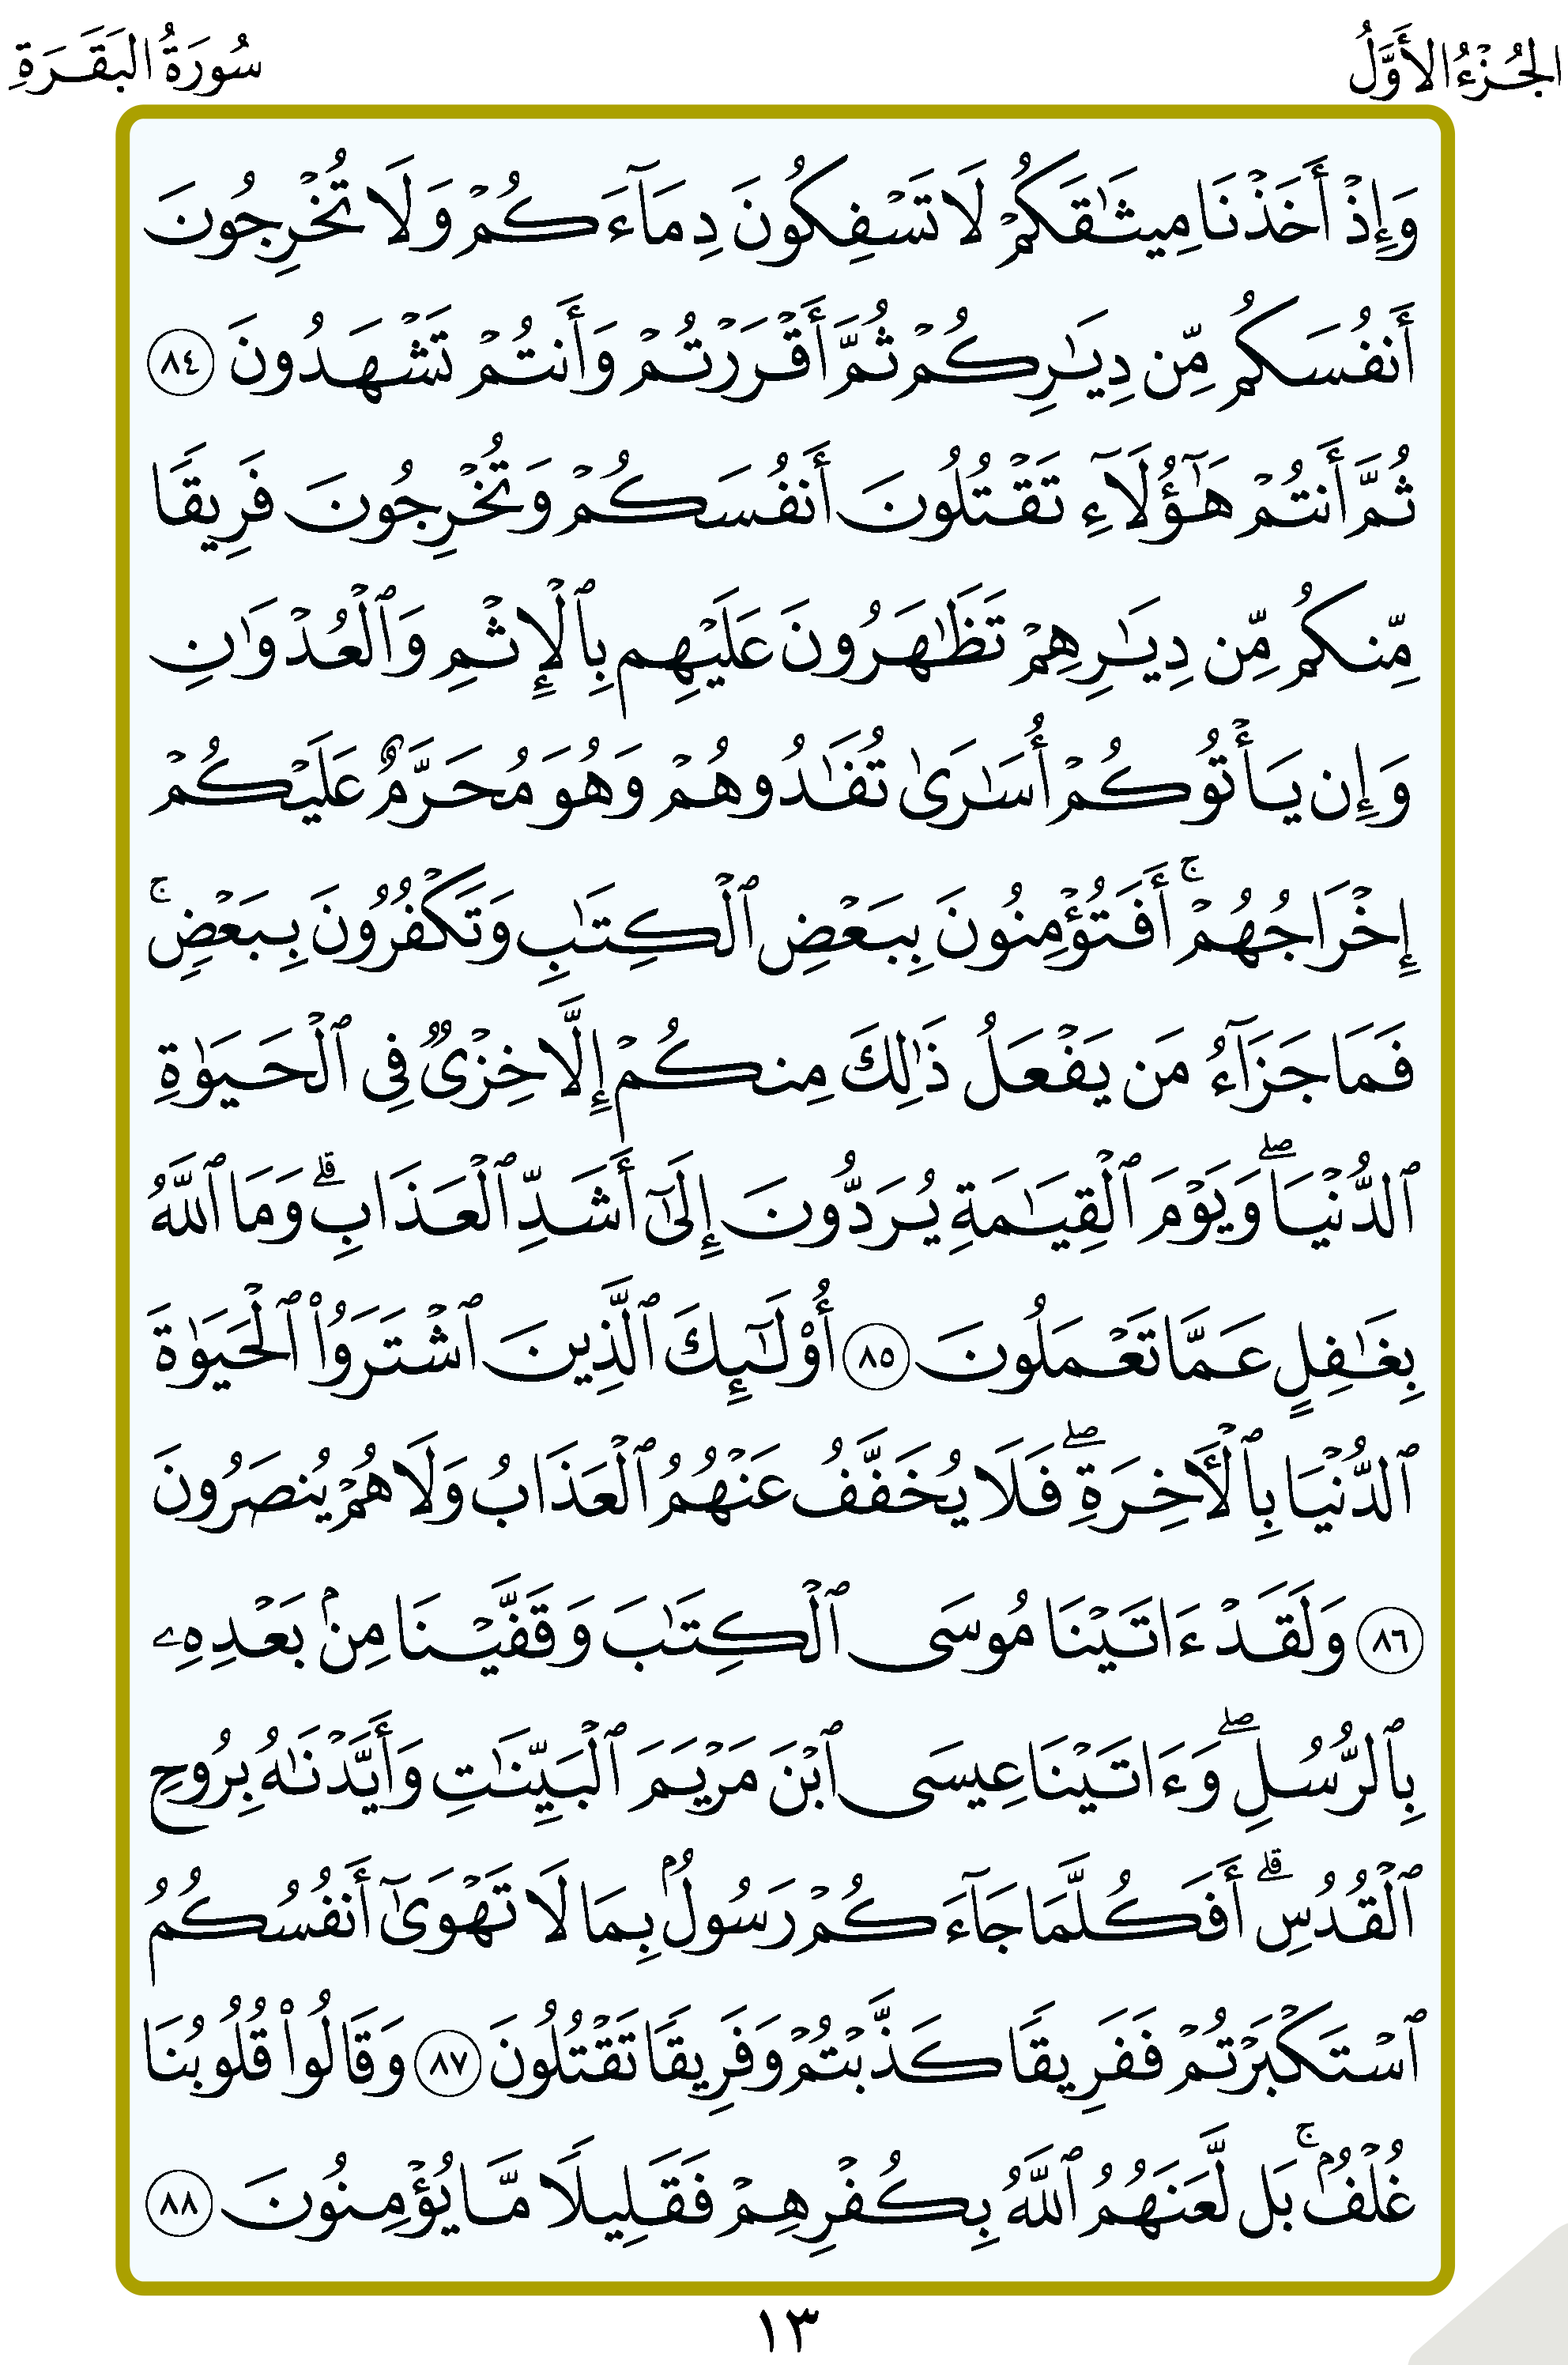 الجُزْءُ الأَوَّلُ
سُورَةُ البَقَرَةِ
وَإِذۡ أَخَذۡنَا مِيثَٰقَكُمۡ لَا تَسۡفِكُونَ دِمَآءَكُمۡ وَلَا تُخۡرِجُونَ
أَنفُسَكُم مِّن دِيَٰرِكُمۡ ثُمَّ أَقۡرَرۡتُمۡ وَأَنتُمۡ تَشۡهَدُونَ ٨٤
ثُمَّ أَنتُمۡ هَٰٓؤُلَآءِ تَقۡتُلُونَ أَنفُسَكُمۡ وَتُخۡرِجُونَ فَرِيقٗا
مِّنكُم مِّن دِيَٰرِهِمۡ تَظَٰهَرُونَ عَلَيۡهِم بِٱلۡإِثۡمِ وَٱلۡعُدۡوَٰنِ
وَإِن يَأۡتُوكُمۡ أُسَٰرَىٰ تُفَٰدُوهُمۡ وَهُوَ مُحَرَّمٌ عَلَيۡكُمۡ
إِخۡرَاجُهُمۡۚ أَفَتُؤۡمِنُونَ بِبَعۡضِ ٱلۡكِتَٰبِ وَتَكۡفُرُونَ بِبَعۡضٖۚ
فَمَا جَزَآءُ مَن يَفۡعَلُ ذَٰلِكَ مِنكُمۡ إِلَّا خِزۡيٞ فِي ٱلۡحَيَوٰةِ
ٱلدُّنۡيَاۖ وَيَوۡمَ ٱلۡقِيَٰمَةِ يُرَدُّونَ إِلَىٰٓ أَشَدِّ ٱلۡعَذَابِۗ وَمَا ٱللَّهُ
بِغَٰفِلٍ عَمَّا تَعۡمَلُونَ ٨٥ أُوْلَٰٓئِكَ ٱلَّذِينَ ٱشۡتَرَوُاْ ٱلۡحَيَوٰةَ
ٱلدُّنۡيَا بِٱلۡأٓخِرَةِۖ فَلَا يُخَفَّفُ عَنۡهُمُ ٱلۡعَذَابُ وَلَا هُمۡ يُنصَرُونَ
٨٦ وَلَقَدۡ ءَاتَيۡنَا مُوسَى ٱلۡكِتَٰبَ وَقَفَّيۡنَا مِنۢ بَعۡدِهِۦ
بِٱلرُّسُلِۖ وَءَاتَيۡنَا عِيسَى ٱبۡنَ مَرۡيَمَ ٱلۡبَيِّنَٰتِ وَأَيَّدۡنَٰهُ بِرُوحِ
ٱلۡقُدُسِۗ أَفَكُلَّمَا جَآءَكُمۡ رَسُولُۢ بِمَا لَا تَهۡوَىٰٓ أَنفُسُكُمُ
ٱسۡتَكۡبَرۡتُمۡ فَفَرِيقٗا كَذَّبۡتُمۡ وَفَرِيقٗا تَقۡتُلُونَ ٨٧ وَقَالُواْ قُلُوبُنَا
غُلۡفُۢۚ بَل لَّعَنَهُمُ ٱللَّهُ بِكُفۡرِهِمۡ فَقَلِيلٗا مَّا يُؤۡمِنُونَ ٨٨
١٣